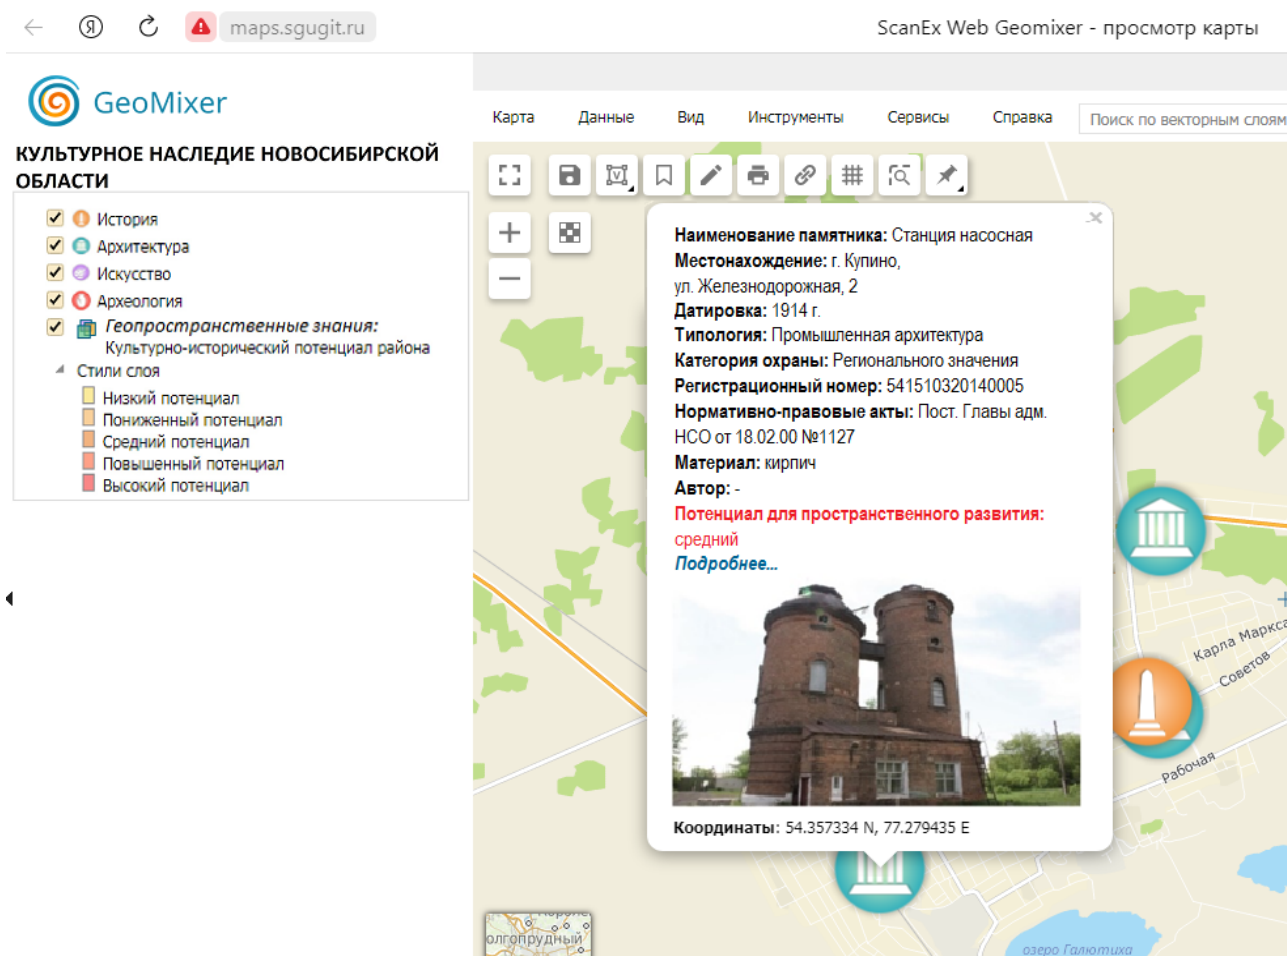 maps.sgugit.ru
ScanEx Web Geomixer - просмотр карты
GeoMixer
КУЛЬТУРНОЕ НАСЛЕДИЕ НОВОСИБИРСКОЙ
ОБЛАСТИ
История
Архитектура
Искусство
Археология
Геопространственные знания:
Культурно-исторический потенциал района
Стили слоя
Низкий потенциал
Пониженный потенциал
Средний потенциал
Повышенный потенциал
Высокий потенциал
Карта Данные Вид Инструменты Сервисы Справка Поиск по векторным слоям
Наименование памятника: Станция насосная
Местонахождение: г. Купино,
ул. Железнодорожная, 2
Датировка: 1914 г.
Типология: Промышленная архитектура
Категория охраны: Регионального значения
Регистрационный номер: 541510320140005
Нормативно-правовые акты: Пост. Главы адм.
НСО от 18.02.00 №1127
Материал: кирпич
Автор: -
Потенциал для пространственного развития:
средний
Подробнее...
Координаты: 54.357334 N, 77.279435 E
Карла Маркса
Советов
Рабочая
озеро Галютиха
олгопрудный